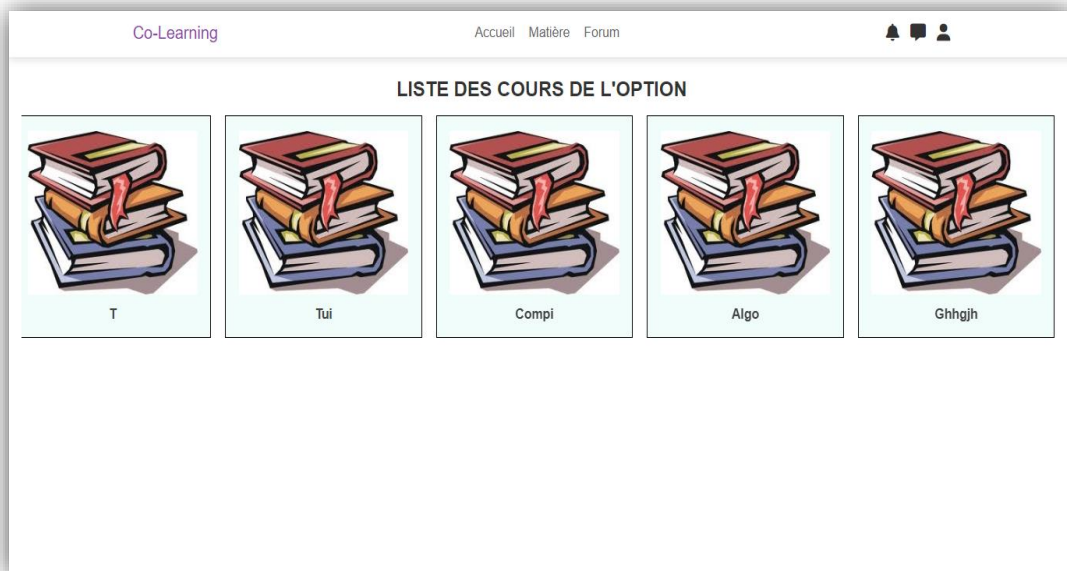 Co-Learning
Accueil Matière Forum
LISTE DES COURS DE L'OPTION
T
Tui
Compi
Algo
Ghhgjh